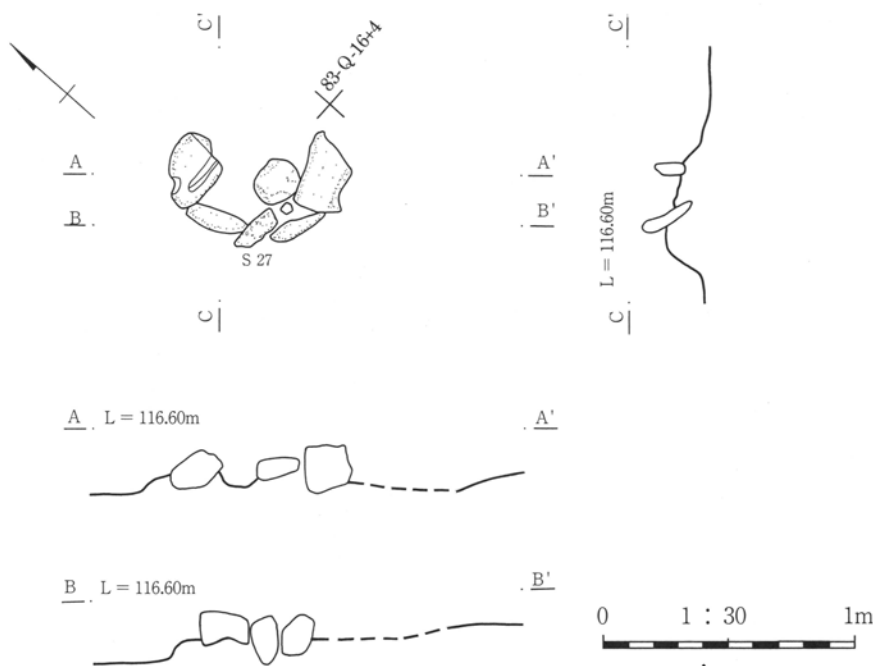 C'
83-Q-16+4
C'
A
A'
B
B'
S 27
L = 116.60m
C
C
A L = 116.60m A'
B L = 116.60m B'
0 1 : 30 1m